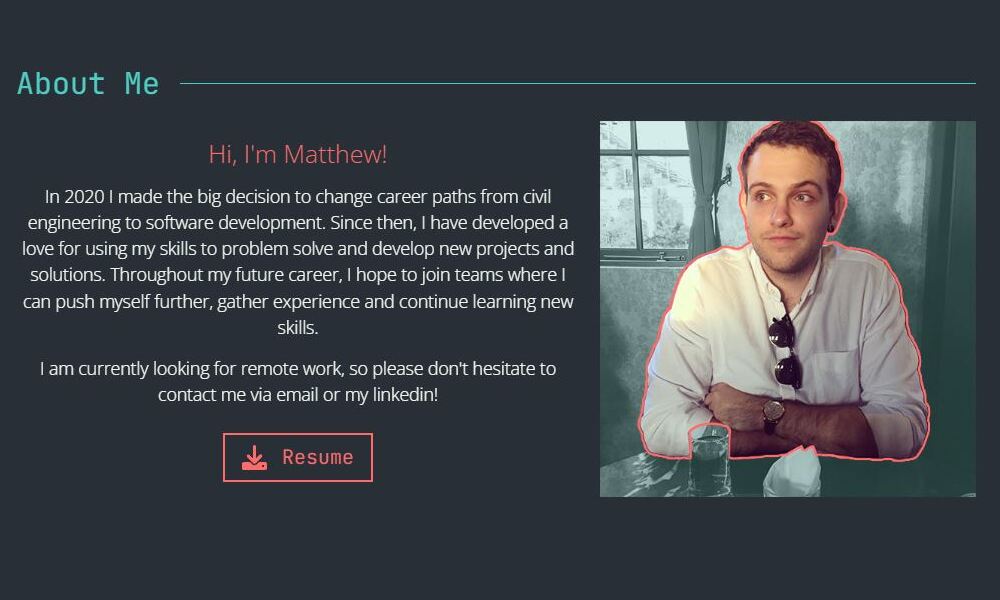 About Me
Hi, I'm Matthew!
In 2020 I made the big decision to change career paths from civil
engineering to software development. Since then, I have developed a
love for using my skills to problem solve and develop new projects and
solutions. Throughout my future career, I hope to join teams where I
can push myself further, gather experience and continue learning new
skills.
I am currently looking for remote work, so please don't hesitate to
contact me via email or my linkedin!
Resume